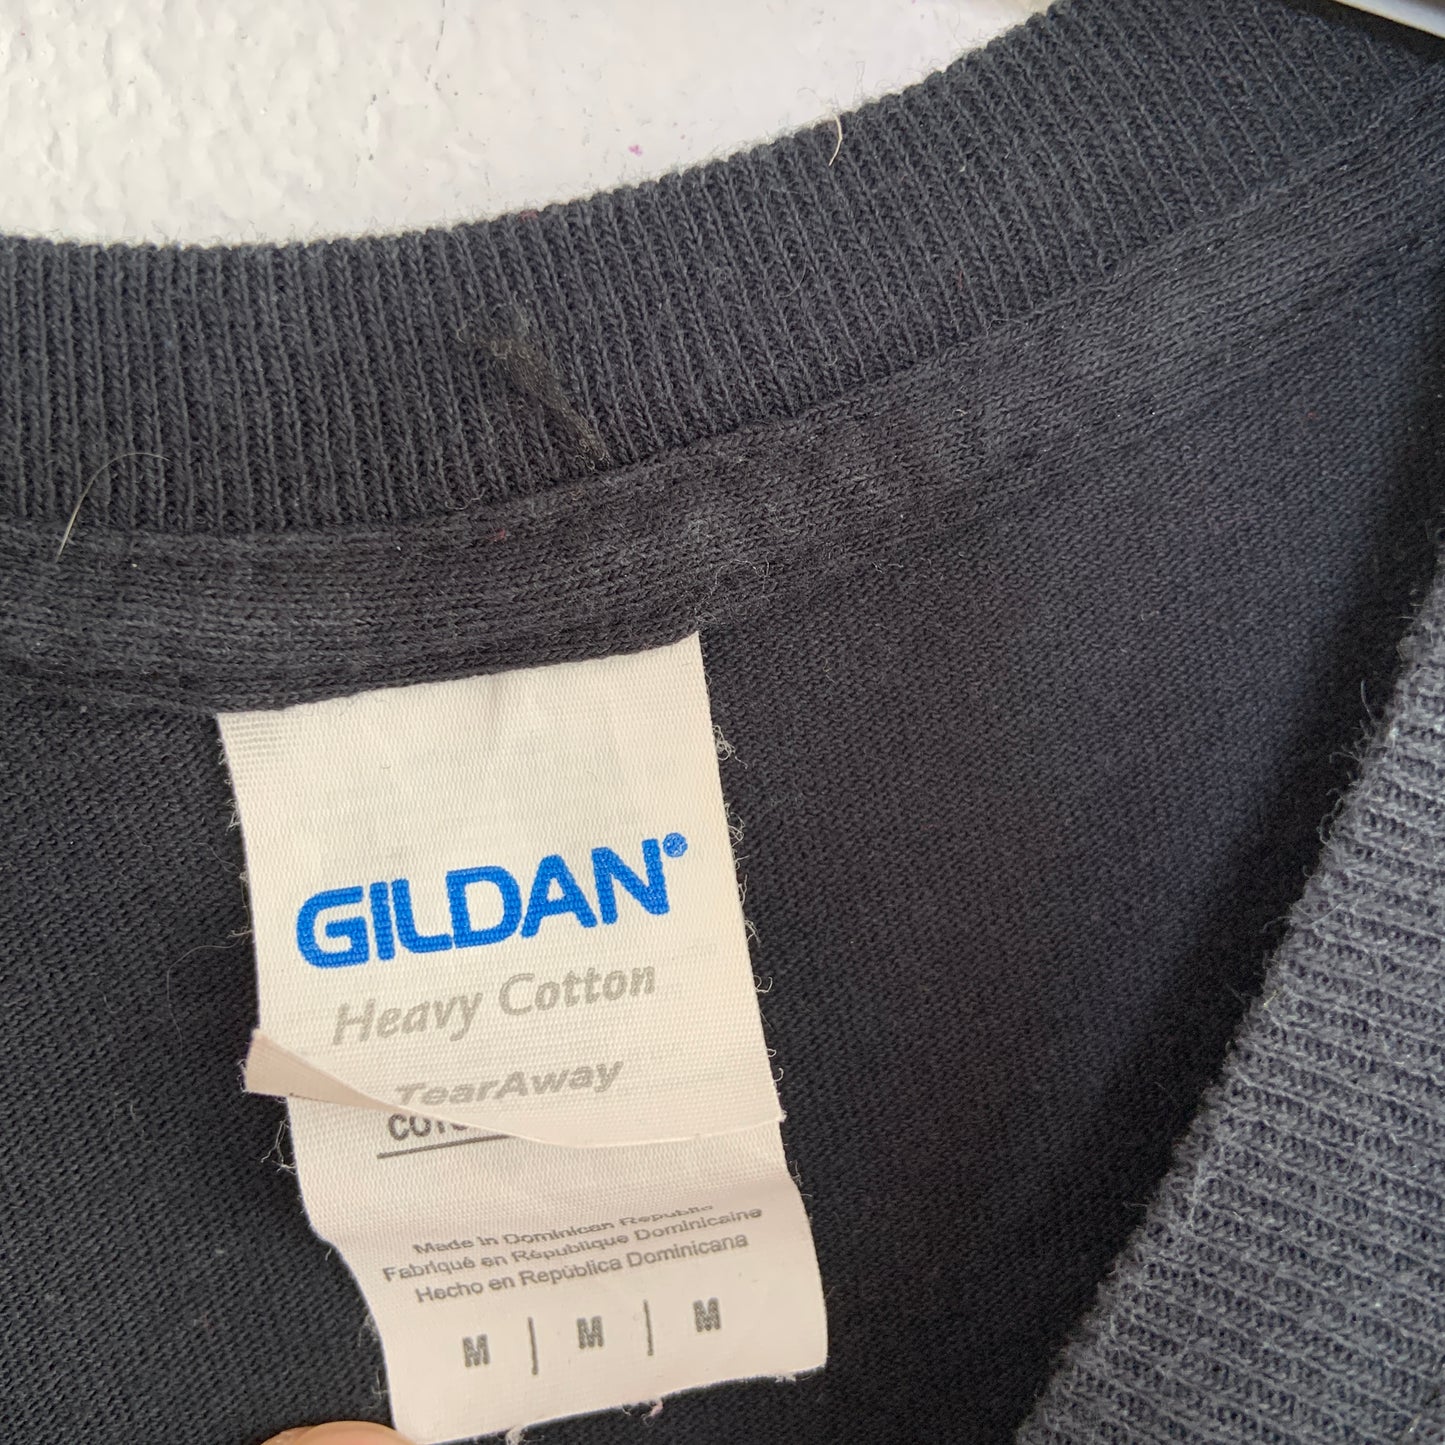 GILDAN®
Heavy Cotton
TearAway
Made in Dominican Republic
Fabriqué en République Dominicaine
Hecho en República Dominicana
M | M | M